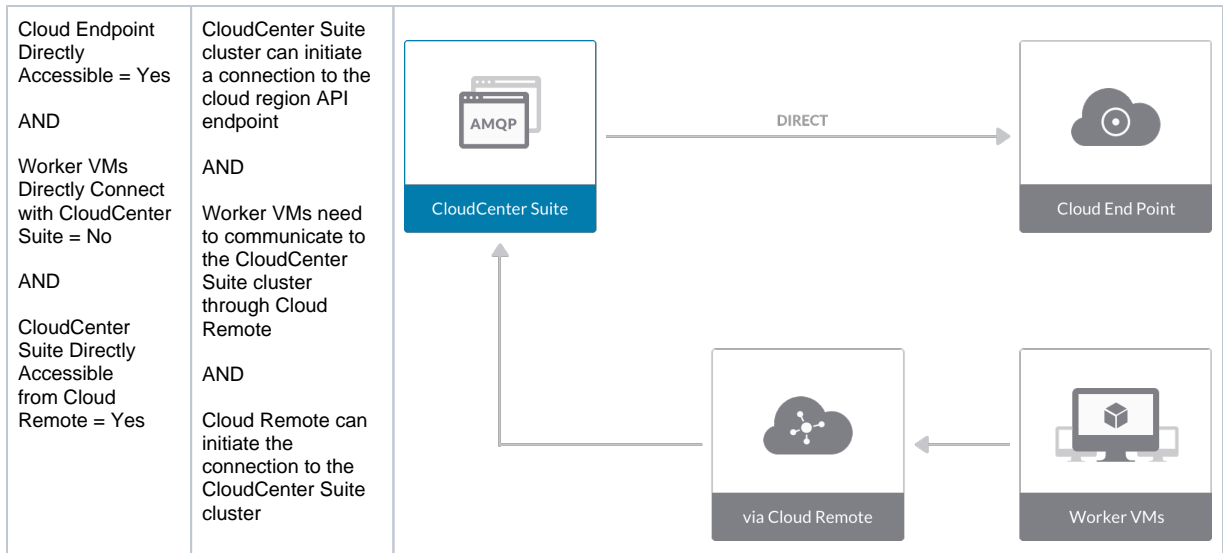 Cloud Endpoint
Directly
Accessible = Yes
AND
Worker VMs
Directly Connect
with CloudCenter
Suite = No
AND
CloudCenter
Suite Directly
Accessible
from Cloud
Remote = Yes
CloudCenter Suite
cluster can initiate
a connection to the
cloud region API
endpoint
AND
Worker VMs need
to communicate to
the CloudCenter
Suite cluster
through Cloud
Remote
AND
Cloud Remote can
initiate the
connection to the
CloudCenter Suite
cluster
AMQP
DIRECT
CloudCenter Suite
Cloud End Point
via Cloud Remote
Worker VMs